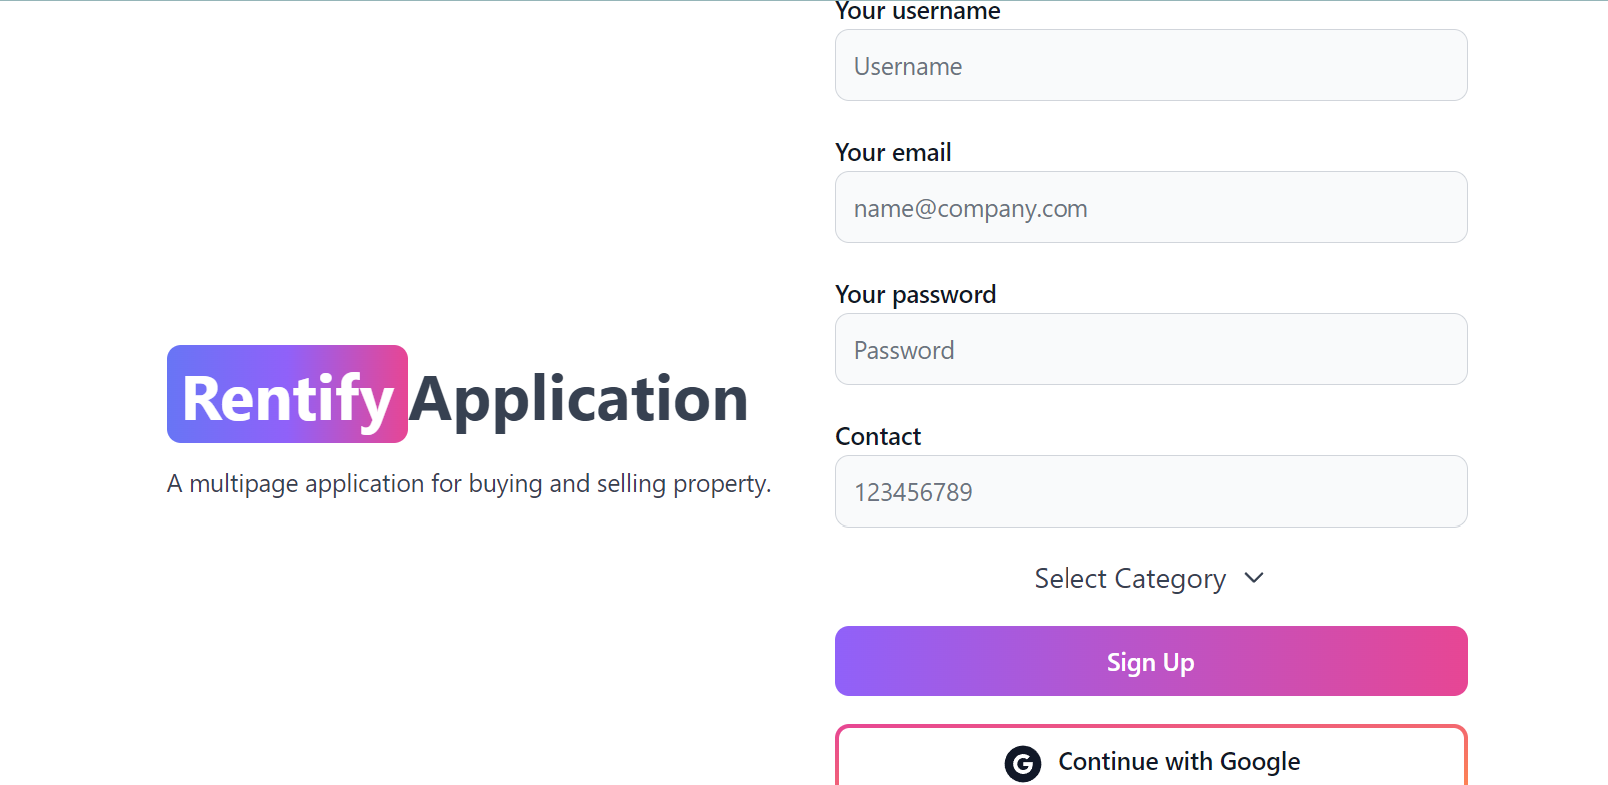 Rentify Application
A multipage application for buying and selling property.
Your username
Username
Your email
name@company.com
Your password
Password
Contact
123456789
Select Category
Sign Up
G Continue with Google